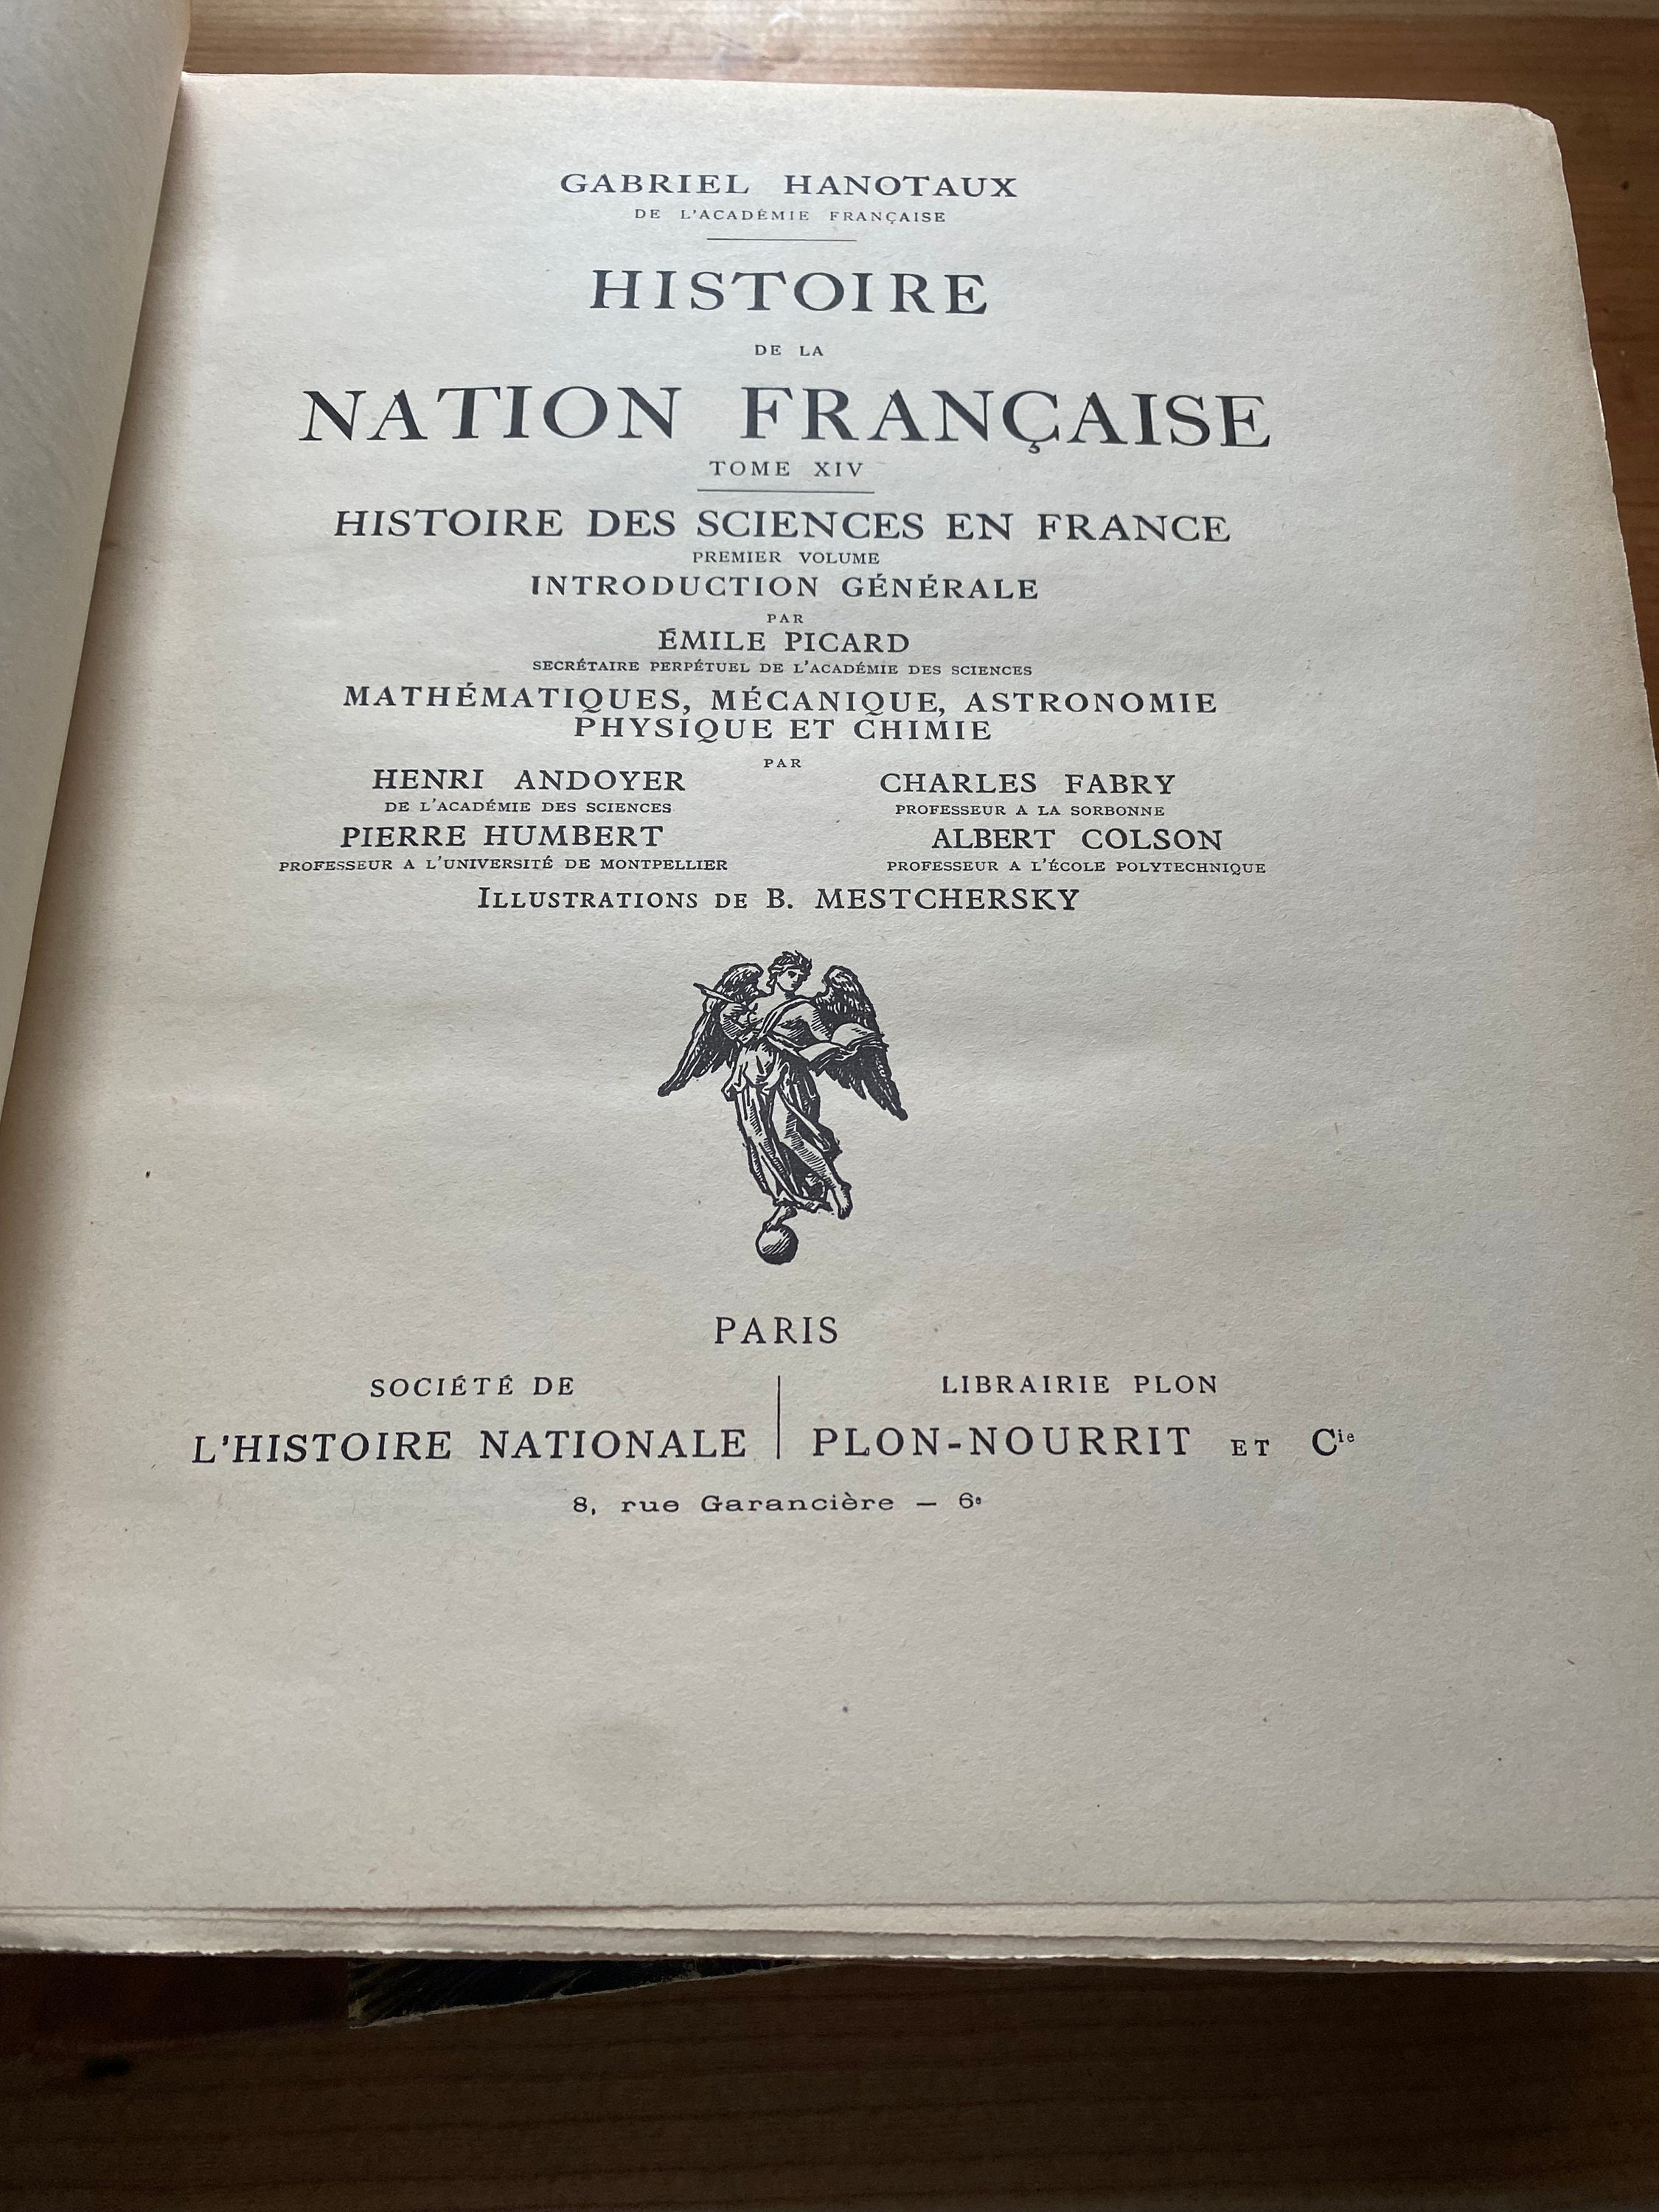 GABRIEL HANOTAUX
DE L'ACADÉMIE FRANÇAISE
HISTOIRE
DE LA
NATION FRANÇAISE
TOME XIV
HISTOIRE DES SCIENCES EN FRANCE
PREMIER VOLUME
INTRODUCTION GÉNÉRALE
PAR
ÉMILE PICARD
SECRÉTAIRE PERPÉTUEL DE L'ACADÉMIE DES SCIENCES
MATHÉMATIQUES, MÉCANIQUE, ASTRONOMIE
PHYSIQUE ET CHIMIE
PAR
HENRI ANDOYER
DE L'ACADÉMIE DES SCIENCES
PIERRE HUMBERT
PROFESSEUR A L'UNIVERSITÉ DE MONTPELLIER
CHARLES FABRY
PROFESSEUR A LA SORBONNE
ALBERT COLSON
PROFESSEUR A L'ÉCOLE POLYTECHNIQUE
ILLUSTRATIONS DE B. MESTCHERSKY
PARIS
SOCIÉTÉ DE
L'HISTOIRE NATIONALE
LIBRAIRIE PLON
PLON-NOURRIT ET Cie
8, rue Garancière — 6e